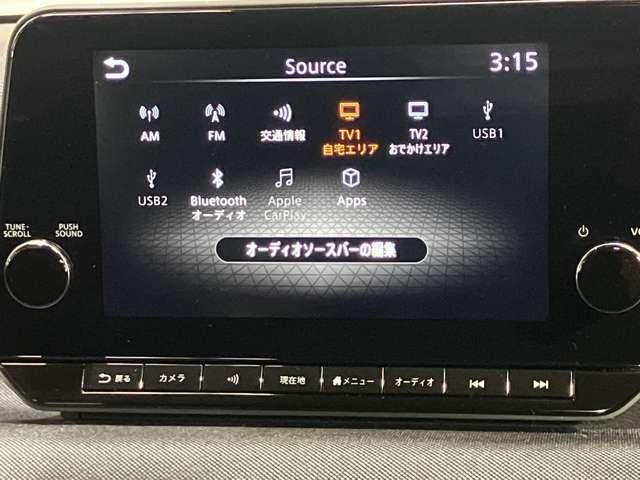 Source
3:15
AM
FM
交通情報
TV1
自宅エリア
TV2
おでかけエリア
USB1
USB2
Bluetooth
オーディオ
Apple
CarPlay
Apps
オーディオソースバーの編集
TUNE·
SCROLL
PUSH
SOUND
VO
戻る
カメラ
現在地
メニュー
オーディオ